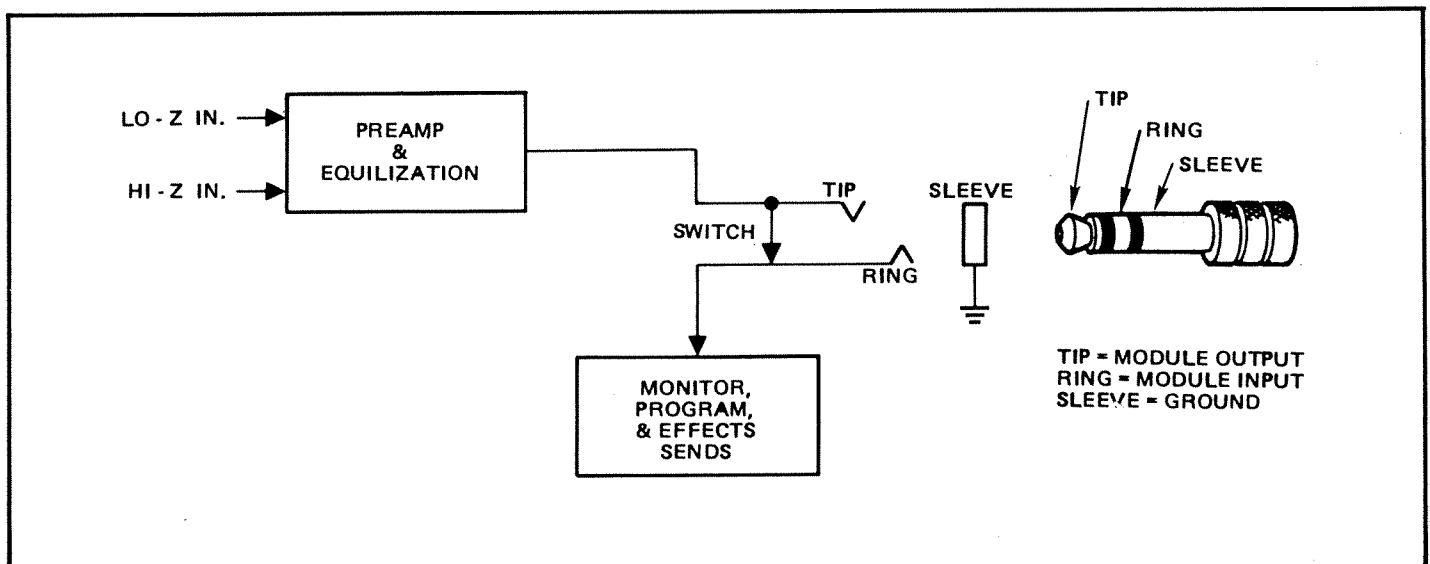 LO - Z IN.
HI - Z IN.
PREAMP
&
EQUILIZATION
TIP
SWITCH
RING
SLEEVE
MONITOR,
PROGRAM,
& EFFECTS
SENDS
TIP
RING
SLEEVE
TIP = MODULE OUTPUT
RING = MODULE INPUT
SLEEVE = GROUND